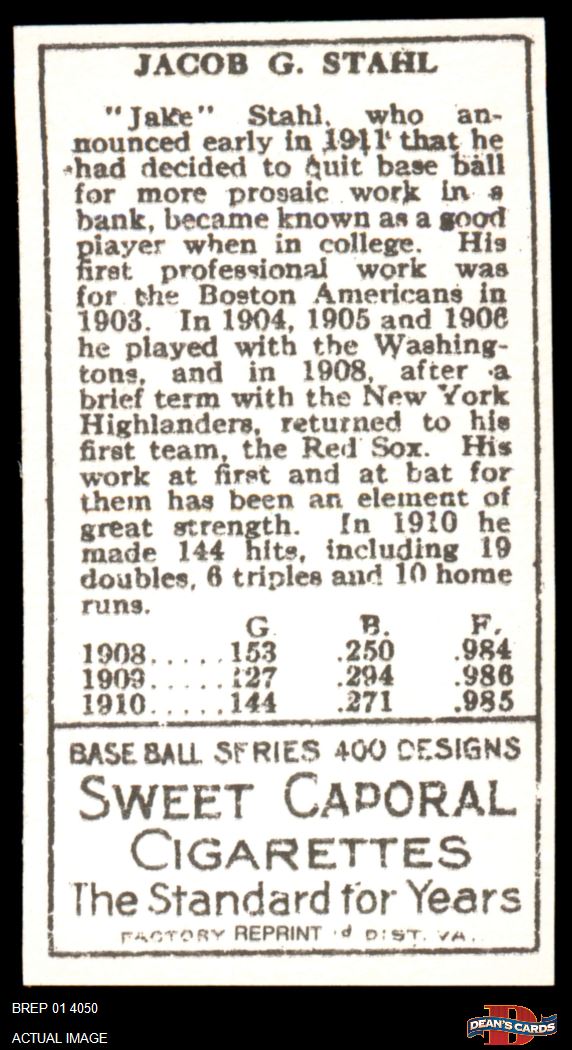 JACOB G. STAHL
"Jake" Stahl, who an-
nounced early in 1911 that he
had decided to quit base ball
for more prosaic work in a
bank, became known as a good
player when in college. His
first professional work was
for the Boston Americans in
1903. In 1904, 1905 and 1906
he played with the Washing-
tons, and in 1908, after a
brief term with the New York
Highlanders, returned to his
first team, the Red Sox. His
work at first and at bat for
them has been an element of
great strength. In 1910 he
made 144 hits, including 19
doubles, 6 triples and 10 home
runs.
G. B. F.
1908.....153 .250 .984
1909.....127 .294 .986
1910.....144 .271 .985
BASE BALL SERIES 400 DESIGNS
SWEET CAPORAL
CIGARETTES
The Standard for Years
FACTORY REPRINT d DIST. VA.
BREP 01 4050
ACTUAL IMAGE
DEAN'S CARDS